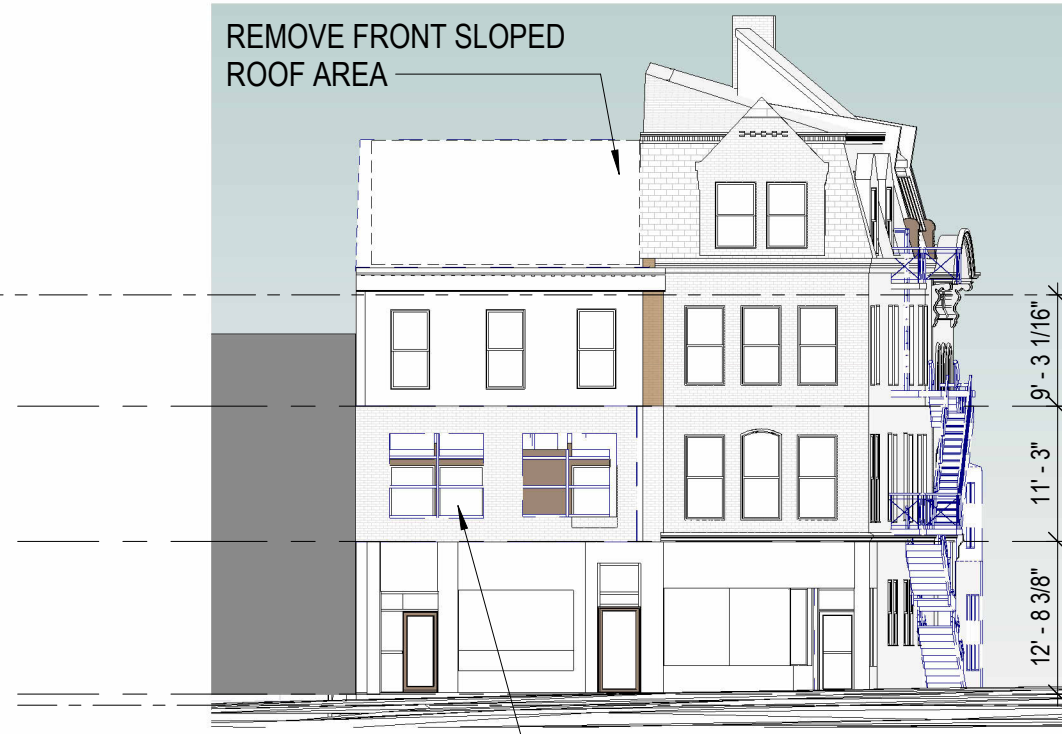 REMOVE FRONT SLOPED
ROOF AREA
9' - 3 1/16"
11' - 3"
12' - 8 3/8"